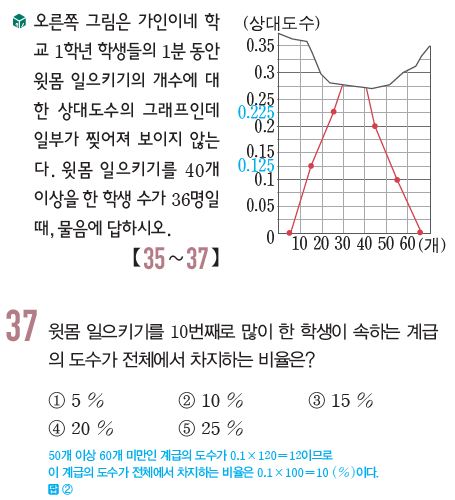 오른쪽 그림은 가인이네 학
교 1학년 학생들의 1분 동안
윗몸 일으키기의 개수에 대
한 상대도수의 그래프인데
일부가 찢어져 보이지 않는
다. 윗몸 일으키기를 40개
이상을 한 학생 수가 36명일
때, 물음에 답하시오.
【35~37】
(상대도수)
0.35
0.3
0.25
0.225
0.2
0.15
0.125
0.1
0.05
0
10 20 30 40 50 60 (개)
37 윗몸 일으키기를 10번째로 많이 한 학생이 속하는 계급
의 도수가 전체에서 차지하는 비율은?
① 5 % ② 10 % ③ 15 %
④ 20 % ⑤ 25 %
50개 이상 60개 미만인 계급의 도수가 0.1×120=12이므로
이 계급의 도수가 전체에서 차지하는 비율은 0.1×100=10 (%)이다.
답 ②